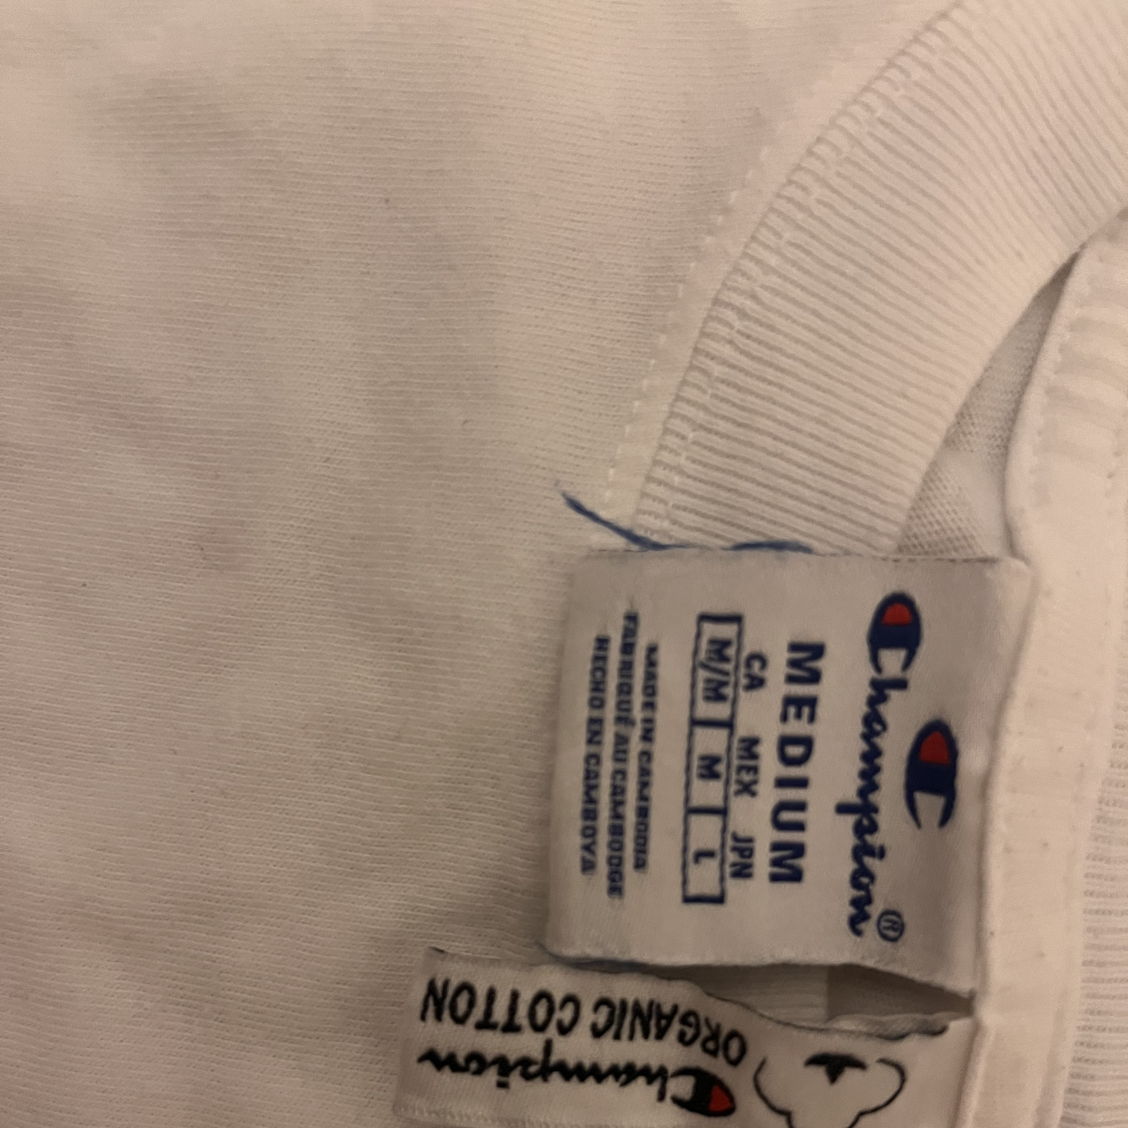 Champion®
MEDIUM
CA MEX JPN
M/M M L
MADE IN CAMBODIA
FABRIQUÉ AU CAMBODGE
HECHO EN CAMBOYA
Champion
ORGANIC COTTON